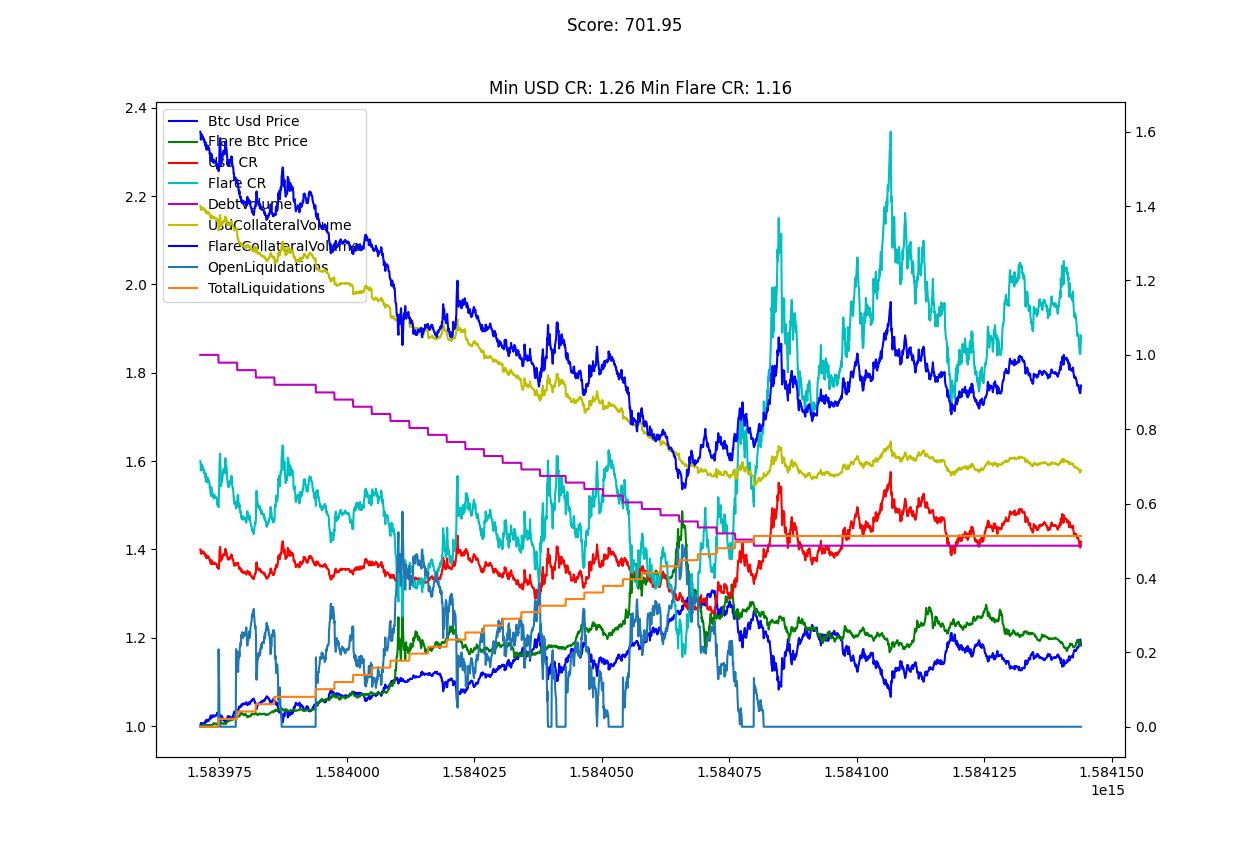 Score: 701.95
Min USD CR: 1.26 Min Flare CR: 1.16
Btc Usd Price
Flare Btc Price
Usd CR
Flare CR
DebtVolume
UsdCollateralVolume
FlareCollateralVolume
OpenLiquidations
TotalLiquidations
2.4
2.2
2.0
1.8
1.6
1.4
1.2
1.0
1.6
1.4
1.2
1.0
0.8
0.6
0.4
0.2
0.0
1.583975 1.584000 1.584025 1.584050 1.584075 1.584100 1.584125 1.584150
1e15